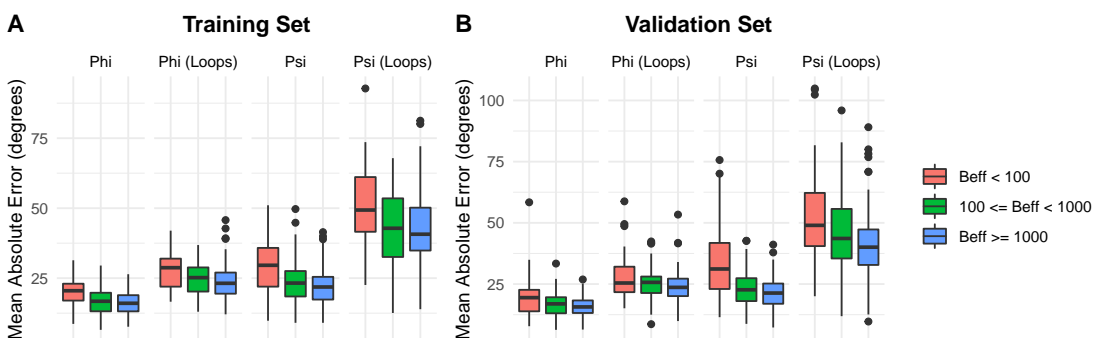 A
Training Set
Phi
Phi (Loops)
Psi
Psi (Loops)
Mean Absolute Error (degrees)
75
50
25
B
Validation Set
Phi
Phi (Loops)
Psi
Psi (Loops)
Mean Absolute Error (degrees)
100
75
50
25
Beff < 100
100 <= Beff < 1000
Beff >= 1000